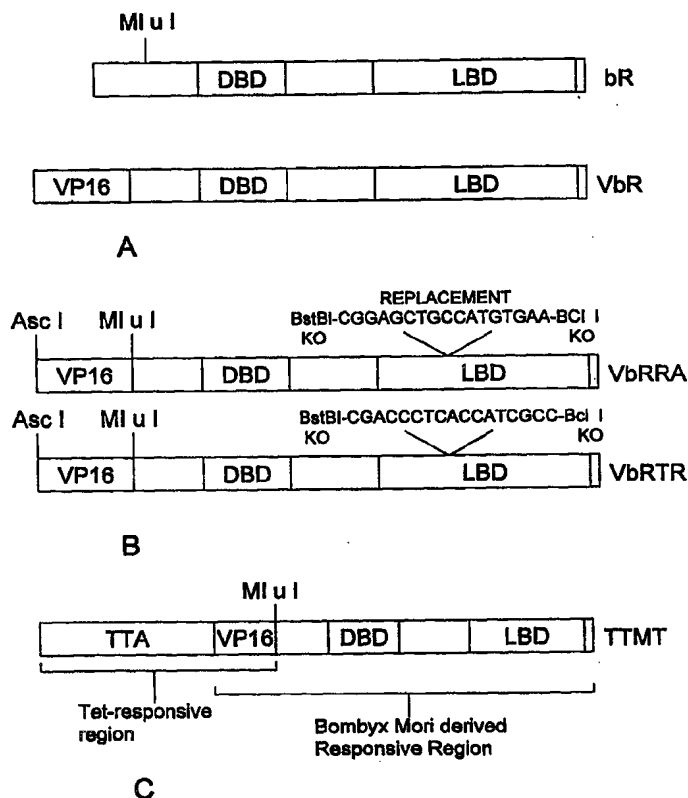 Ml u I
DBD LBD bR
VP16 DBD LBD VbR
A
REPLACEMENT
Asc I Ml u I BstBI-CGGAGCTGCCATGTGAA-BCl I
KO KO
VP16 DBD LBD VbRRA
Asc I Ml u I BstBI-CGACCCTCACCATCGCC-Bcl I
KO KO
VP16 DBD LBD VbRTR
B
Ml u I
TTA VP16 DBD LBD TTMT
Tet-responsive
region
Bombyx Mori derived
Responsive Region
C